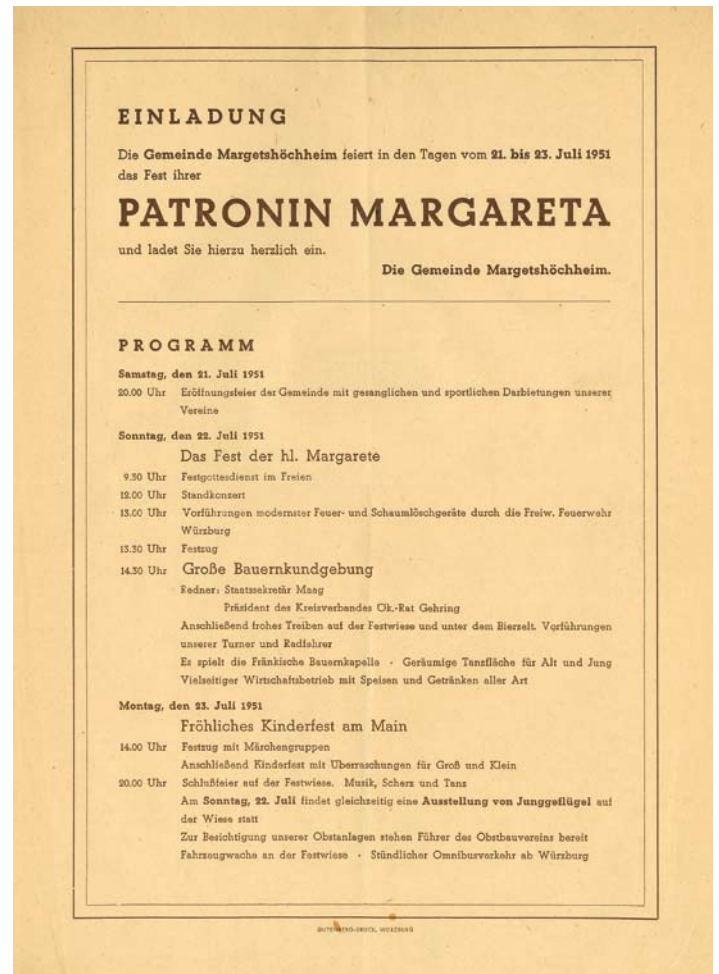 EINLADUNG
Die Gemeinde Margetshöchheim feiert in den Tagen vom 21. bis 23. Juli 1951
das Fest ihrer
PATRONIN MARGARETA
und ladet Sie hierzu herzlich ein.
Die Gemeinde Margetshöchheim.
PROGRAMM
Samstag, den 21. Juli 1951
20.00 Uhr Eröffnungsfeier der Gemeinde mit gesanglichen und sportlichen Darbietungen unserer
Vereine
Sonntag, den 22. Juli 1951
Das Fest der hl. Margarete
9.30 Uhr Festgottesdienst im Freien
12.00 Uhr Standkonzert
13.00 Uhr Vorführungen modernster Feuer- und Schaumlöschgeräte durch die Freiw. Feuerwehr
Würzburg
13.30 Uhr Festzug
14.30 Uhr Große Bauernkundgebung
Redner: Staatssekretär Maag
Präsident des Kreisverbandes Ök.-Rat Gehring
Anschließend frohes Treiben auf der Festwiese und unter dem Bierzelt. Vorführungen
unserer Turner und Radfahrer
Es spielt die Fränkische Bauernkapelle · Geräumige Tanzfläche für Alt und Jung
Vielseitiger Wirtschaftsbetrieb mit Speisen und Getränken aller Art
Montag, den 23. Juli 1951
Fröhliches Kinderfest am Main
14.00 Uhr Festzug mit Märchengruppen
Anschließend Kinderfest mit Überraschungen für Groß und Klein
20.00 Uhr Schlußfeier auf der Festwiese. Musik, Scherz und Tanz
Am Sonntag, 22. Juli findet gleichzeitig eine Ausstellung von Junggeflügel auf
der Wiese statt
Zur Besichtigung unserer Obstanlagen stehen Führer des Obstbauvereins bereit
Fahrzeugwache an der Festwiese · Stündlicher Omnibusverkehr ab Würzburg
GUTENBERG-DRUCK, WÜRZBURG